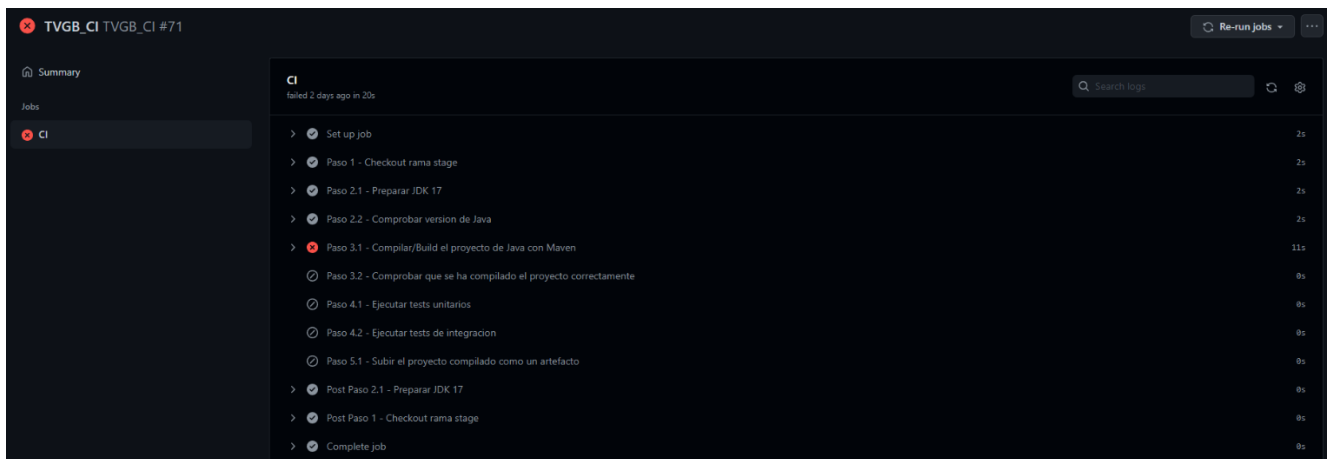 TVGB_CI TVGB_CI #71
Re-run jobs
Summary
Jobs
CI
CI
failed 2 days ago in 20s
Search logs
Set up job 2s
Paso 1 - Checkout rama stage 2s
Paso 2.1 - Preparar JDK 17 2s
Paso 2.2 - Comprobar version de Java 2s
Paso 3.1 - Compilar/Build el proyecto de Java con Maven 11s
Paso 3.2 - Comprobar que se ha compilado el proyecto correctamente 0s
Paso 4.1 - Ejecutar tests unitarios 0s
Paso 4.2 - Ejecutar tests de integracion 0s
Paso 5.1 - Subir el proyecto compilado como un artefacto 0s
Post Paso 2.1 - Preparar JDK 17 0s
Post Paso 1 - Checkout rama stage 0s
Complete job 0s